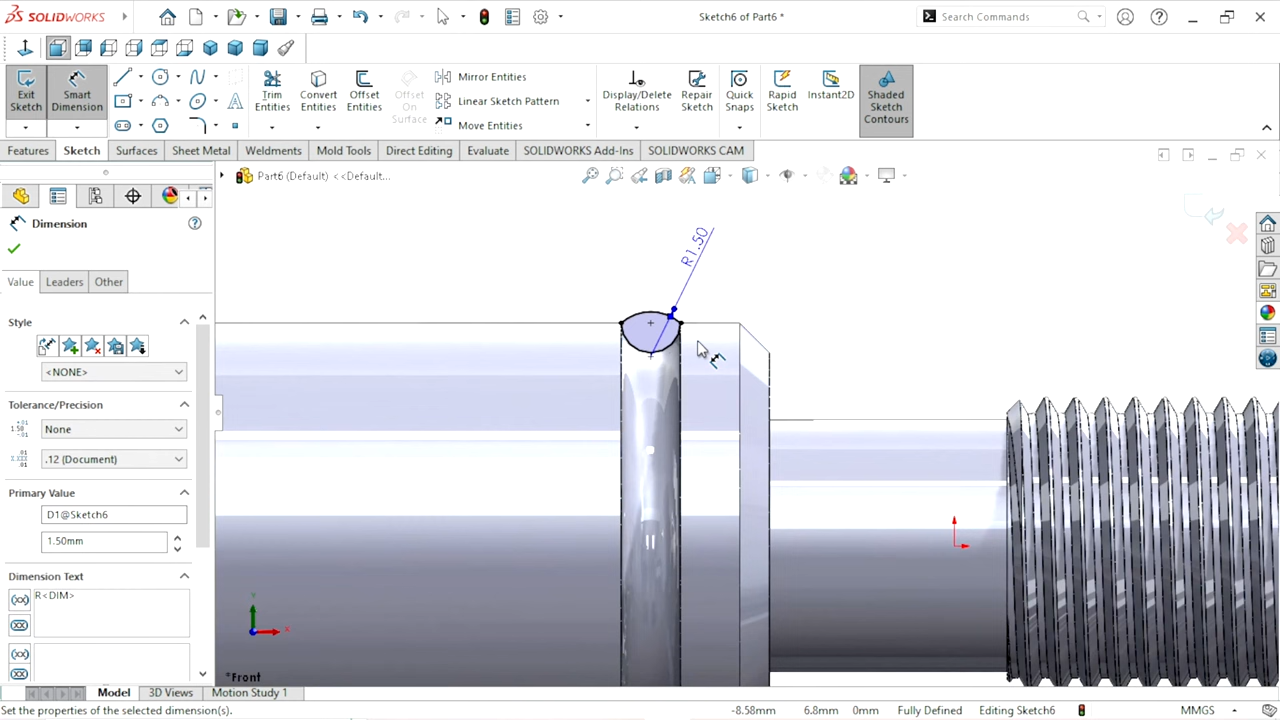 SOLIDWORKS
Sketch6 of Part6 *
Search Commands
Exit Sketch
Smart Dimension
Trim Entities
Convert Entities
Offset Entities
Offset On Surface
Mirror Entities
Linear Sketch Pattern
Move Entities
Display/Delete Relations
Repair Sketch
Quick Snaps
Rapid Sketch
Instant2D
Shaded Sketch Contours
Features
Sketch
Surfaces
Sheet Metal
Weldments
Mold Tools
Direct Editing
Evaluate
SOLIDWORKS Add-Ins
SOLIDWORKS CAM
Part6 (Default) <<Default...
Dimension
Value
Leaders
Other
Style
<NONE>
Tolerance/Precision
None
.12 (Document)
Primary Value
D1@Sketch6
1.50mm
Dimension Text
R<DIM>
R1.50
Y
X
*Front
Model
3D Views
Motion Study 1
Set the properties of the selected dimension(s).
-8.58mm
6.8mm
0mm
Fully Defined
Editing Sketch6
MMGS